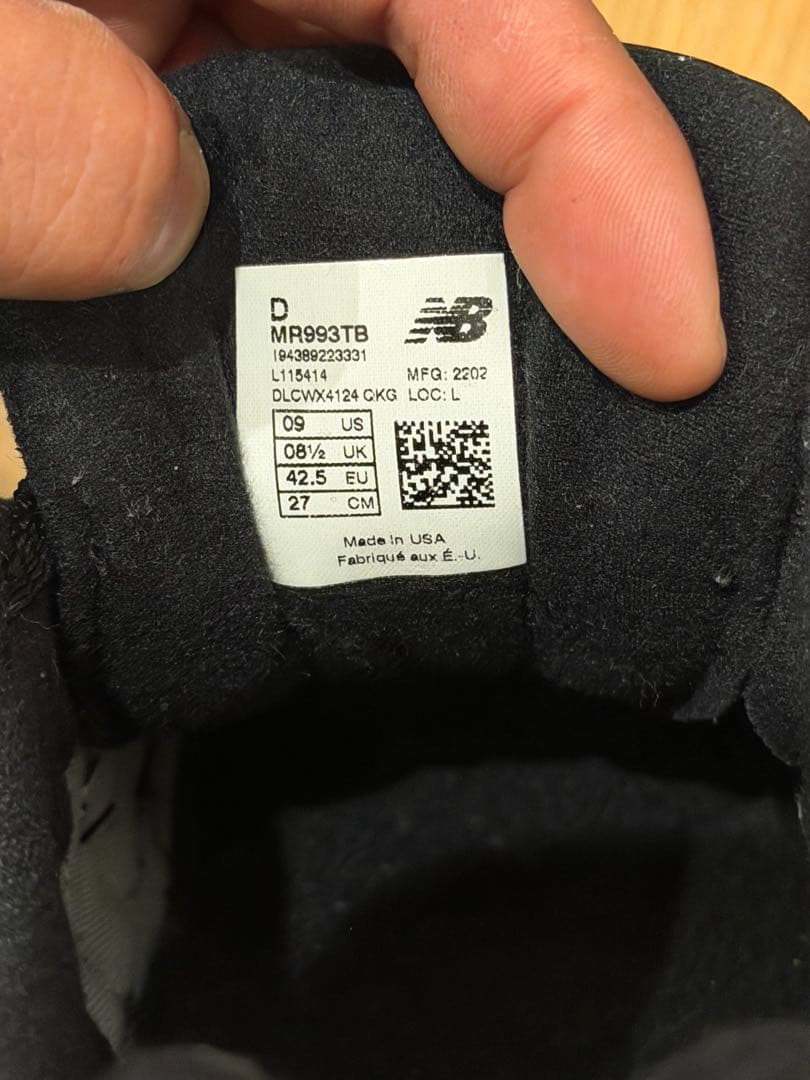 D
NB
MR993TB
194389223331
L115414 MFG: 2202
DLCWX4124 QKG LOC: L
09 US
08½ UK
42.5 EU
27 CM
Made in USA
Fabriqué aux É.-U.